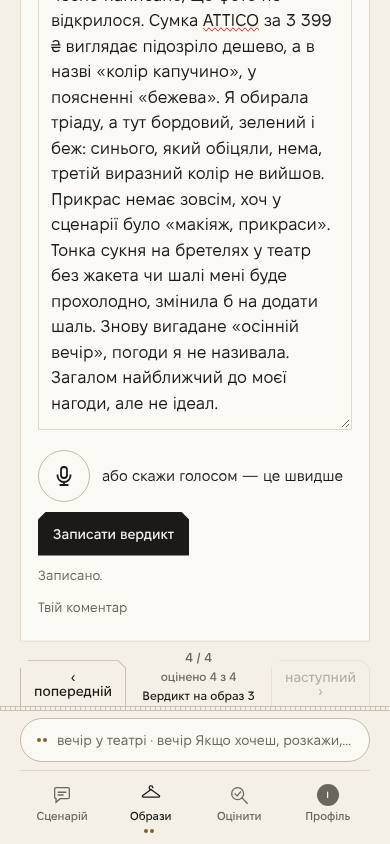 відкрилося. Сумка ATTICO за 3 399
₴ виглядає підозріло дешево, а в
назві «колір капучино», у
поясненні «бежева». Я обирала
тріаду, а тут бордовий, зелений і
беж: синього, який обіцяли, нема,
третій виразний колір не вийшов.
Прикрас немає зовсім, хоч у
сценарії було «макіяж, прикраси».
Тонка сукня на бретелях у театр
без жакета чи шалі мені буде
прохолодно, змінила б на додати
шаль. Знову вигадане «осінній
вечір», погоди я не називала.
Загалом найближчий до моєї
нагоди, але не ідеал.
або скажи голосом — це швидше
Записати вердикт
Записано.
Твій коментар
‹
попередній
4 / 4
оцінено 4 з 4
Вердикт на образ 3
наступний
›
вечір у театрі · вечір Якщо хочеш, розкажи,...
Сценарій
Образи
Оцінити
І
Профіль